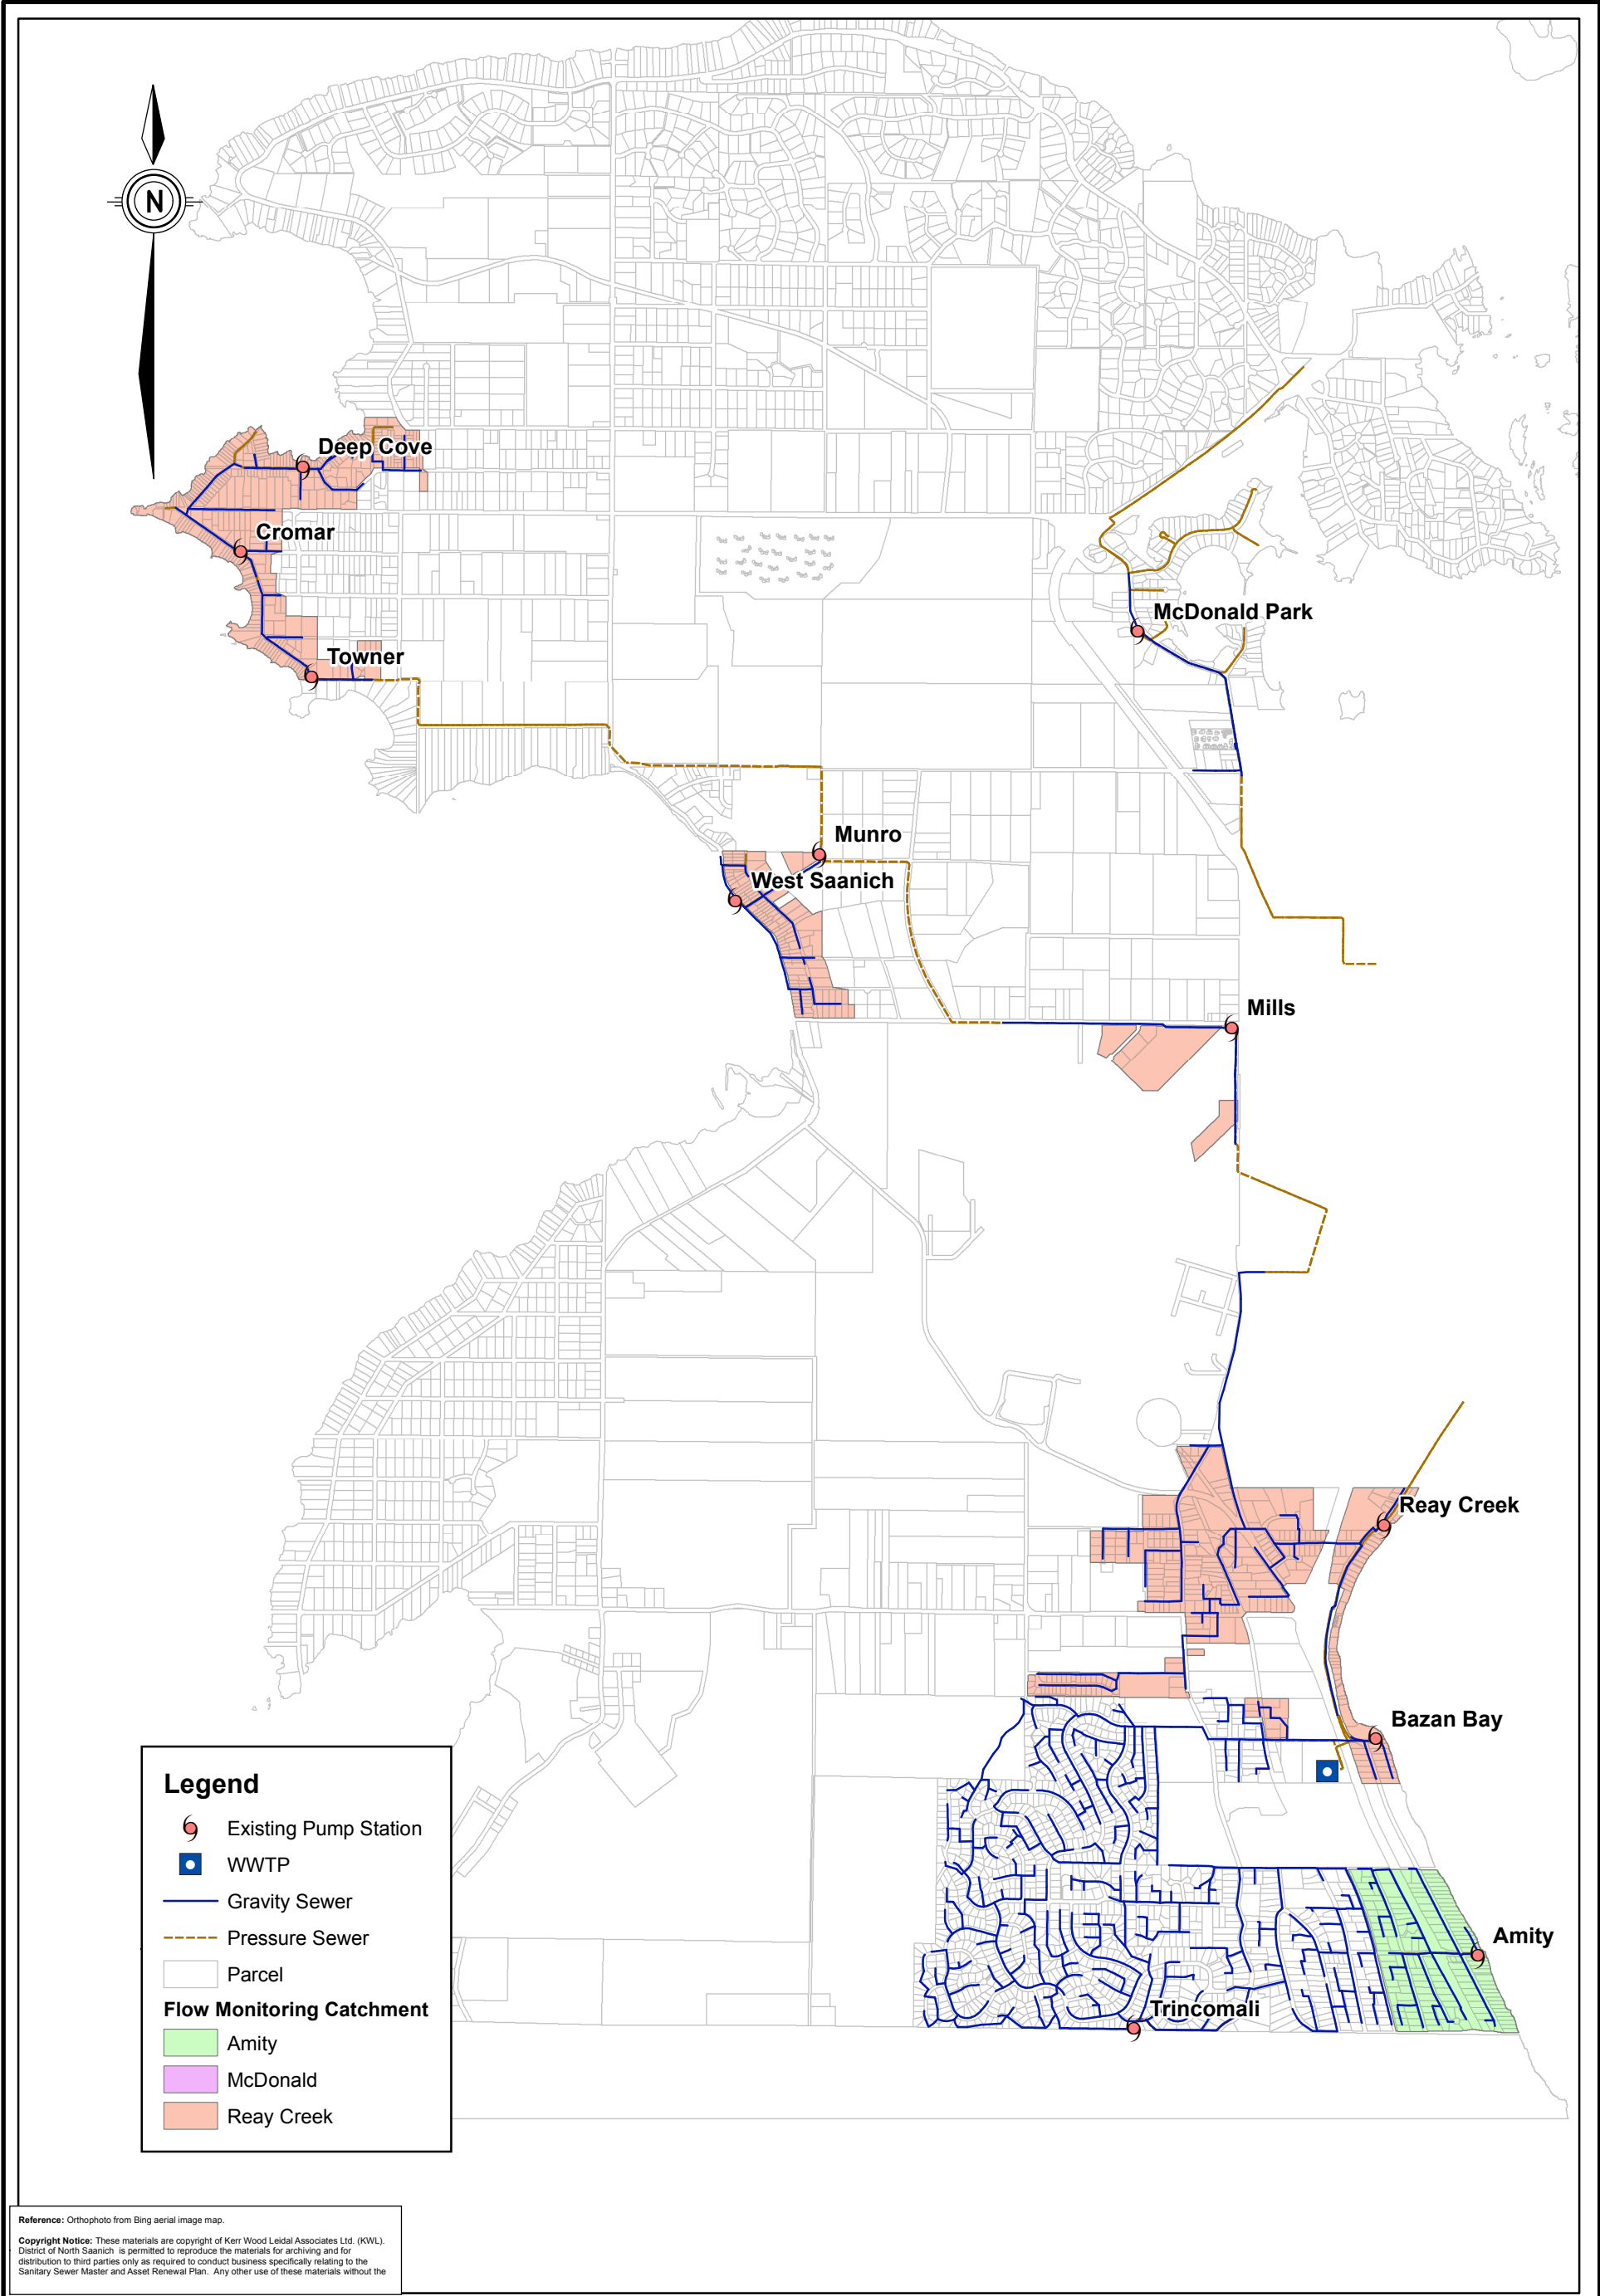 N
Deep Cove
Cromar
McDonald Park
Towner
Munro
West Saanich
Mills
Reay Creek
Bazan Bay
Amity
Trincomali
Legend
Existing Pump Station
WWTP
Gravity Sewer
Pressure Sewer
Parcel
Flow Monitoring Catchment
Amity
McDonald
Reay Creek
Reference: Orthophoto from Bing aerial image map.
Copyright Notice: These materials are copyright of Kerr Wood Leidal Associates Ltd. (KWL).
District of North Saanich is permitted to reproduce the materials for archiving and for
distribution to third parties only as required to conduct business specifically relating to the
Sanitary Sewer Master and Asset Renewal Plan. Any other use of these materials without the